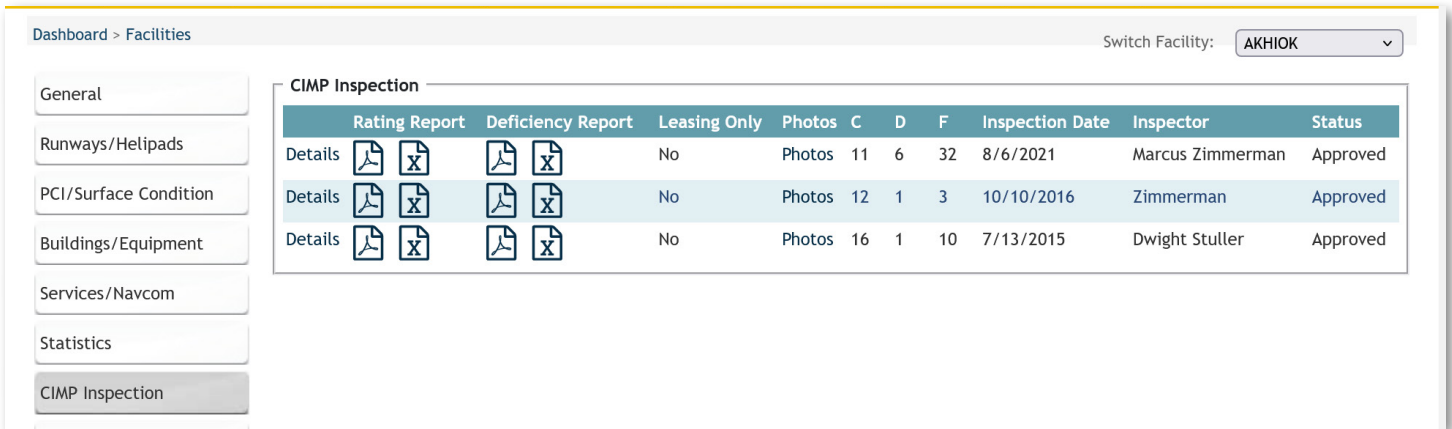 Dashboard > Facilities
Switch Facility: AKHIOK
General
Runways/Helipads
PCI/Surface Condition
Buildings/Equipment
Services/Navcom
Statistics
CIMP Inspection
CIMP Inspection
Rating Report Deficiency Report Leasing Only Photos C D F Inspection Date Inspector Status
Details No Photos 11 6 32 8/6/2021 Marcus Zimmerman Approved
Details No Photos 12 1 3 10/10/2016 Zimmerman Approved
Details No Photos 16 1 10 7/13/2015 Dwight Stuller Approved